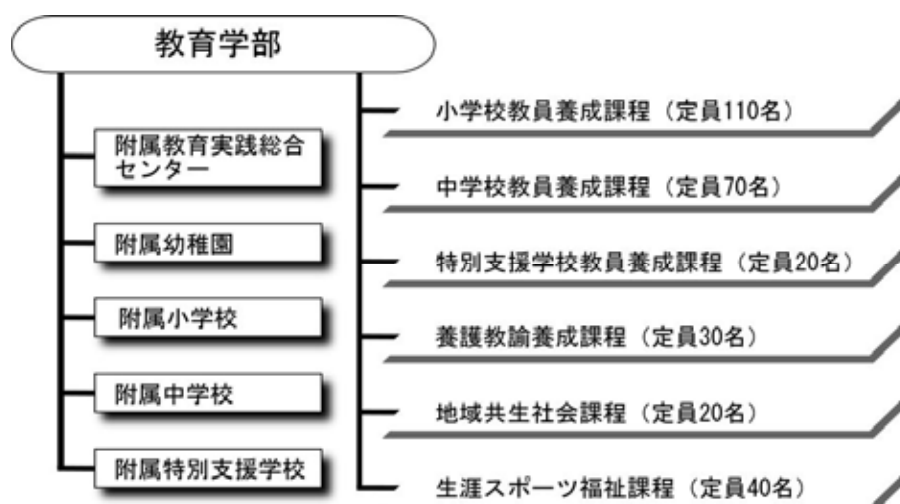 教育学部
附属教育実践総合
センター
附属幼稚園
附属小学校
附属中学校
附属特別支援学校
小学校教員養成課程（定員110名）
中学校教員養成課程（定員70名）
特別支援学校教員養成課程（定員20名）
養護教諭養成課程（定員30名）
地域共生社会課程（定員20名）
生涯スポーツ福祉課程（定員40名）